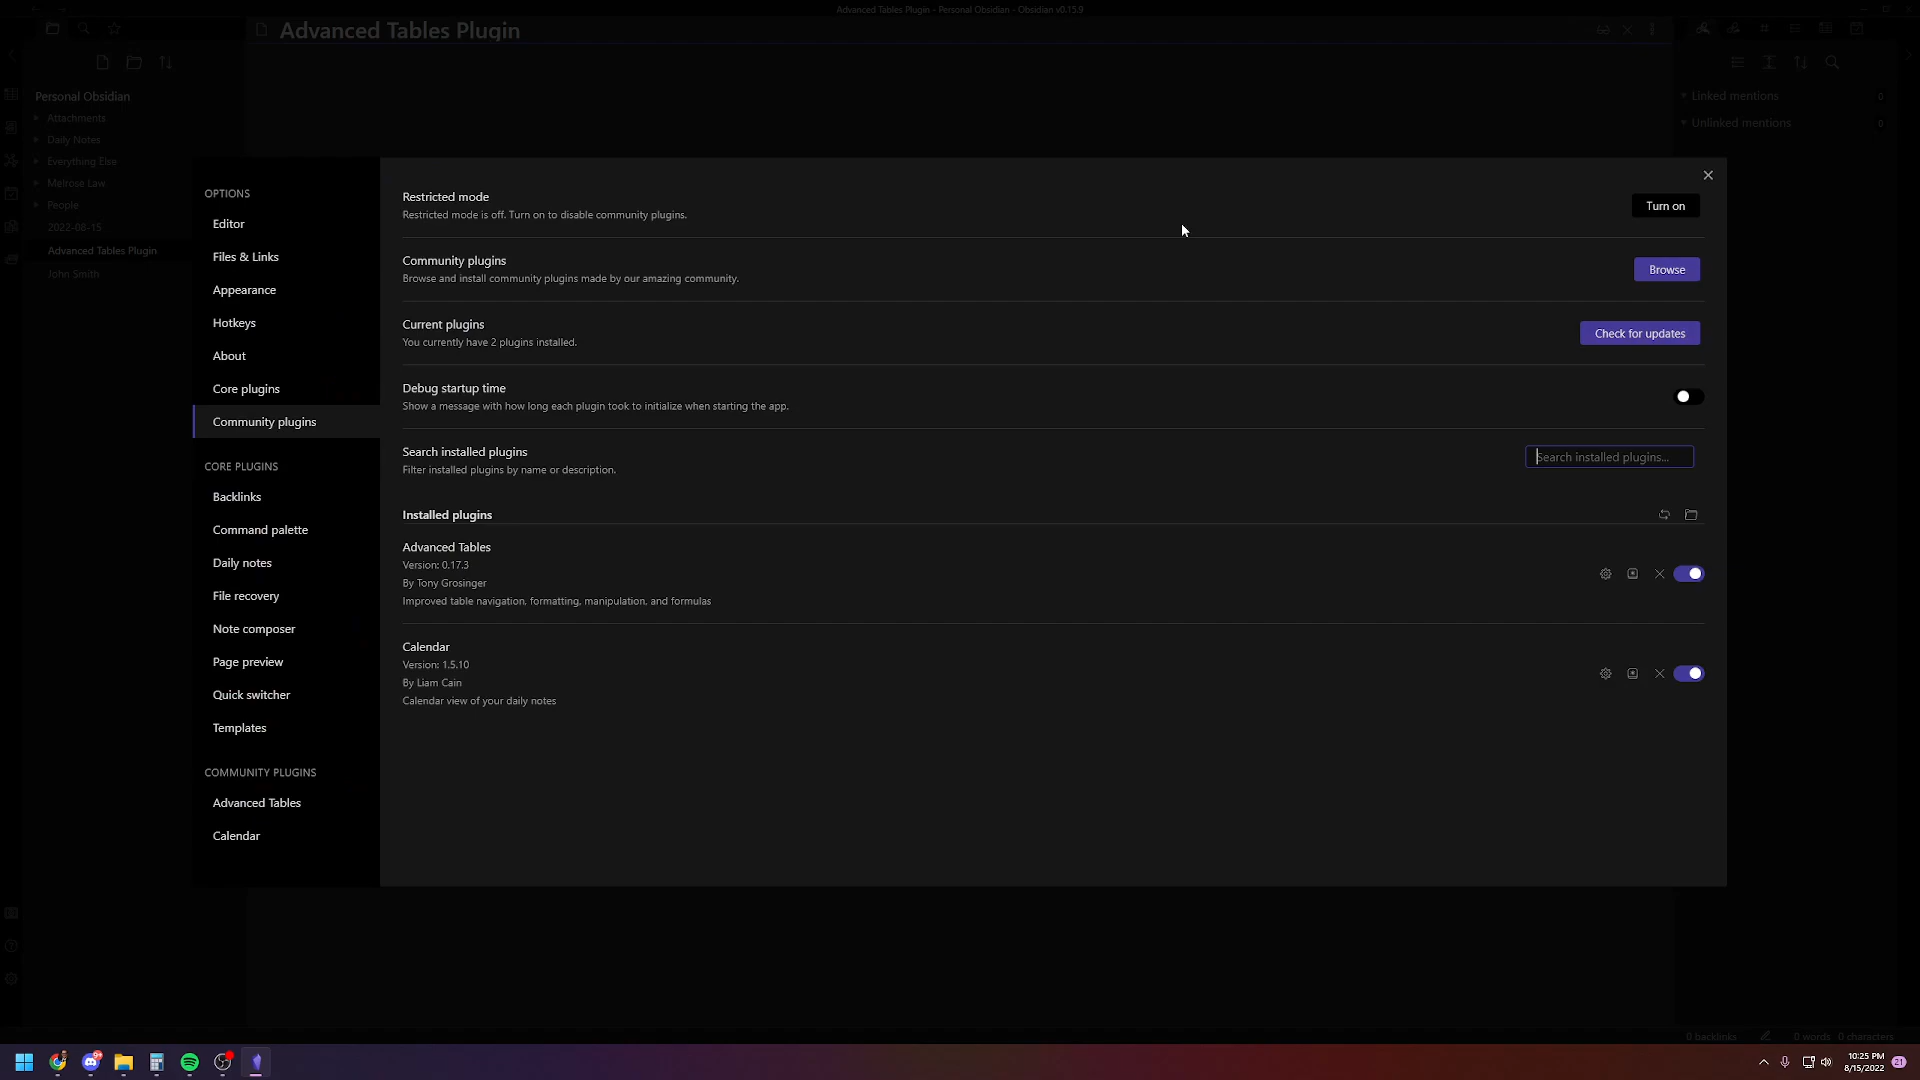 Advanced Tables Plugin - Personal Obsidian - Obsidian v0.15.9
Advanced Tables Plugin
Personal Obsidian
Attachments
Daily Notes
Everything Else
Melrose Law
People
2022-08-15
Advanced Tables Plugin
John Smith
Linked mentions 0
Unlinked mentions 0
OPTIONS
Editor
Files & Links
Appearance
Hotkeys
About
Core plugins
Community plugins
CORE PLUGINS
Backlinks
Command palette
Daily notes
File recovery
Note composer
Page preview
Quick switcher
Templates
COMMUNITY PLUGINS
Advanced Tables
Calendar
Restricted mode
Restricted mode is off. Turn on to disable community plugins.
Turn on
Community plugins
Browse and install community plugins made by our amazing community.
Browse
Current plugins
You currently have 2 plugins installed.
Check for updates
Debug startup time
Show a message with how long each plugin took to initialize when starting the app.
Search installed plugins
Filter installed plugins by name or description.
Search installed plugins...
Installed plugins
Advanced Tables
Version: 0.17.3
By Tony Grosinger
Improved table navigation, formatting, manipulation, and formulas
Calendar
Version: 1.5.10
By Liam Cain
Calendar view of your daily notes
0 backlinks 0 words 0 characters
10:25 PM
8/15/2022
21